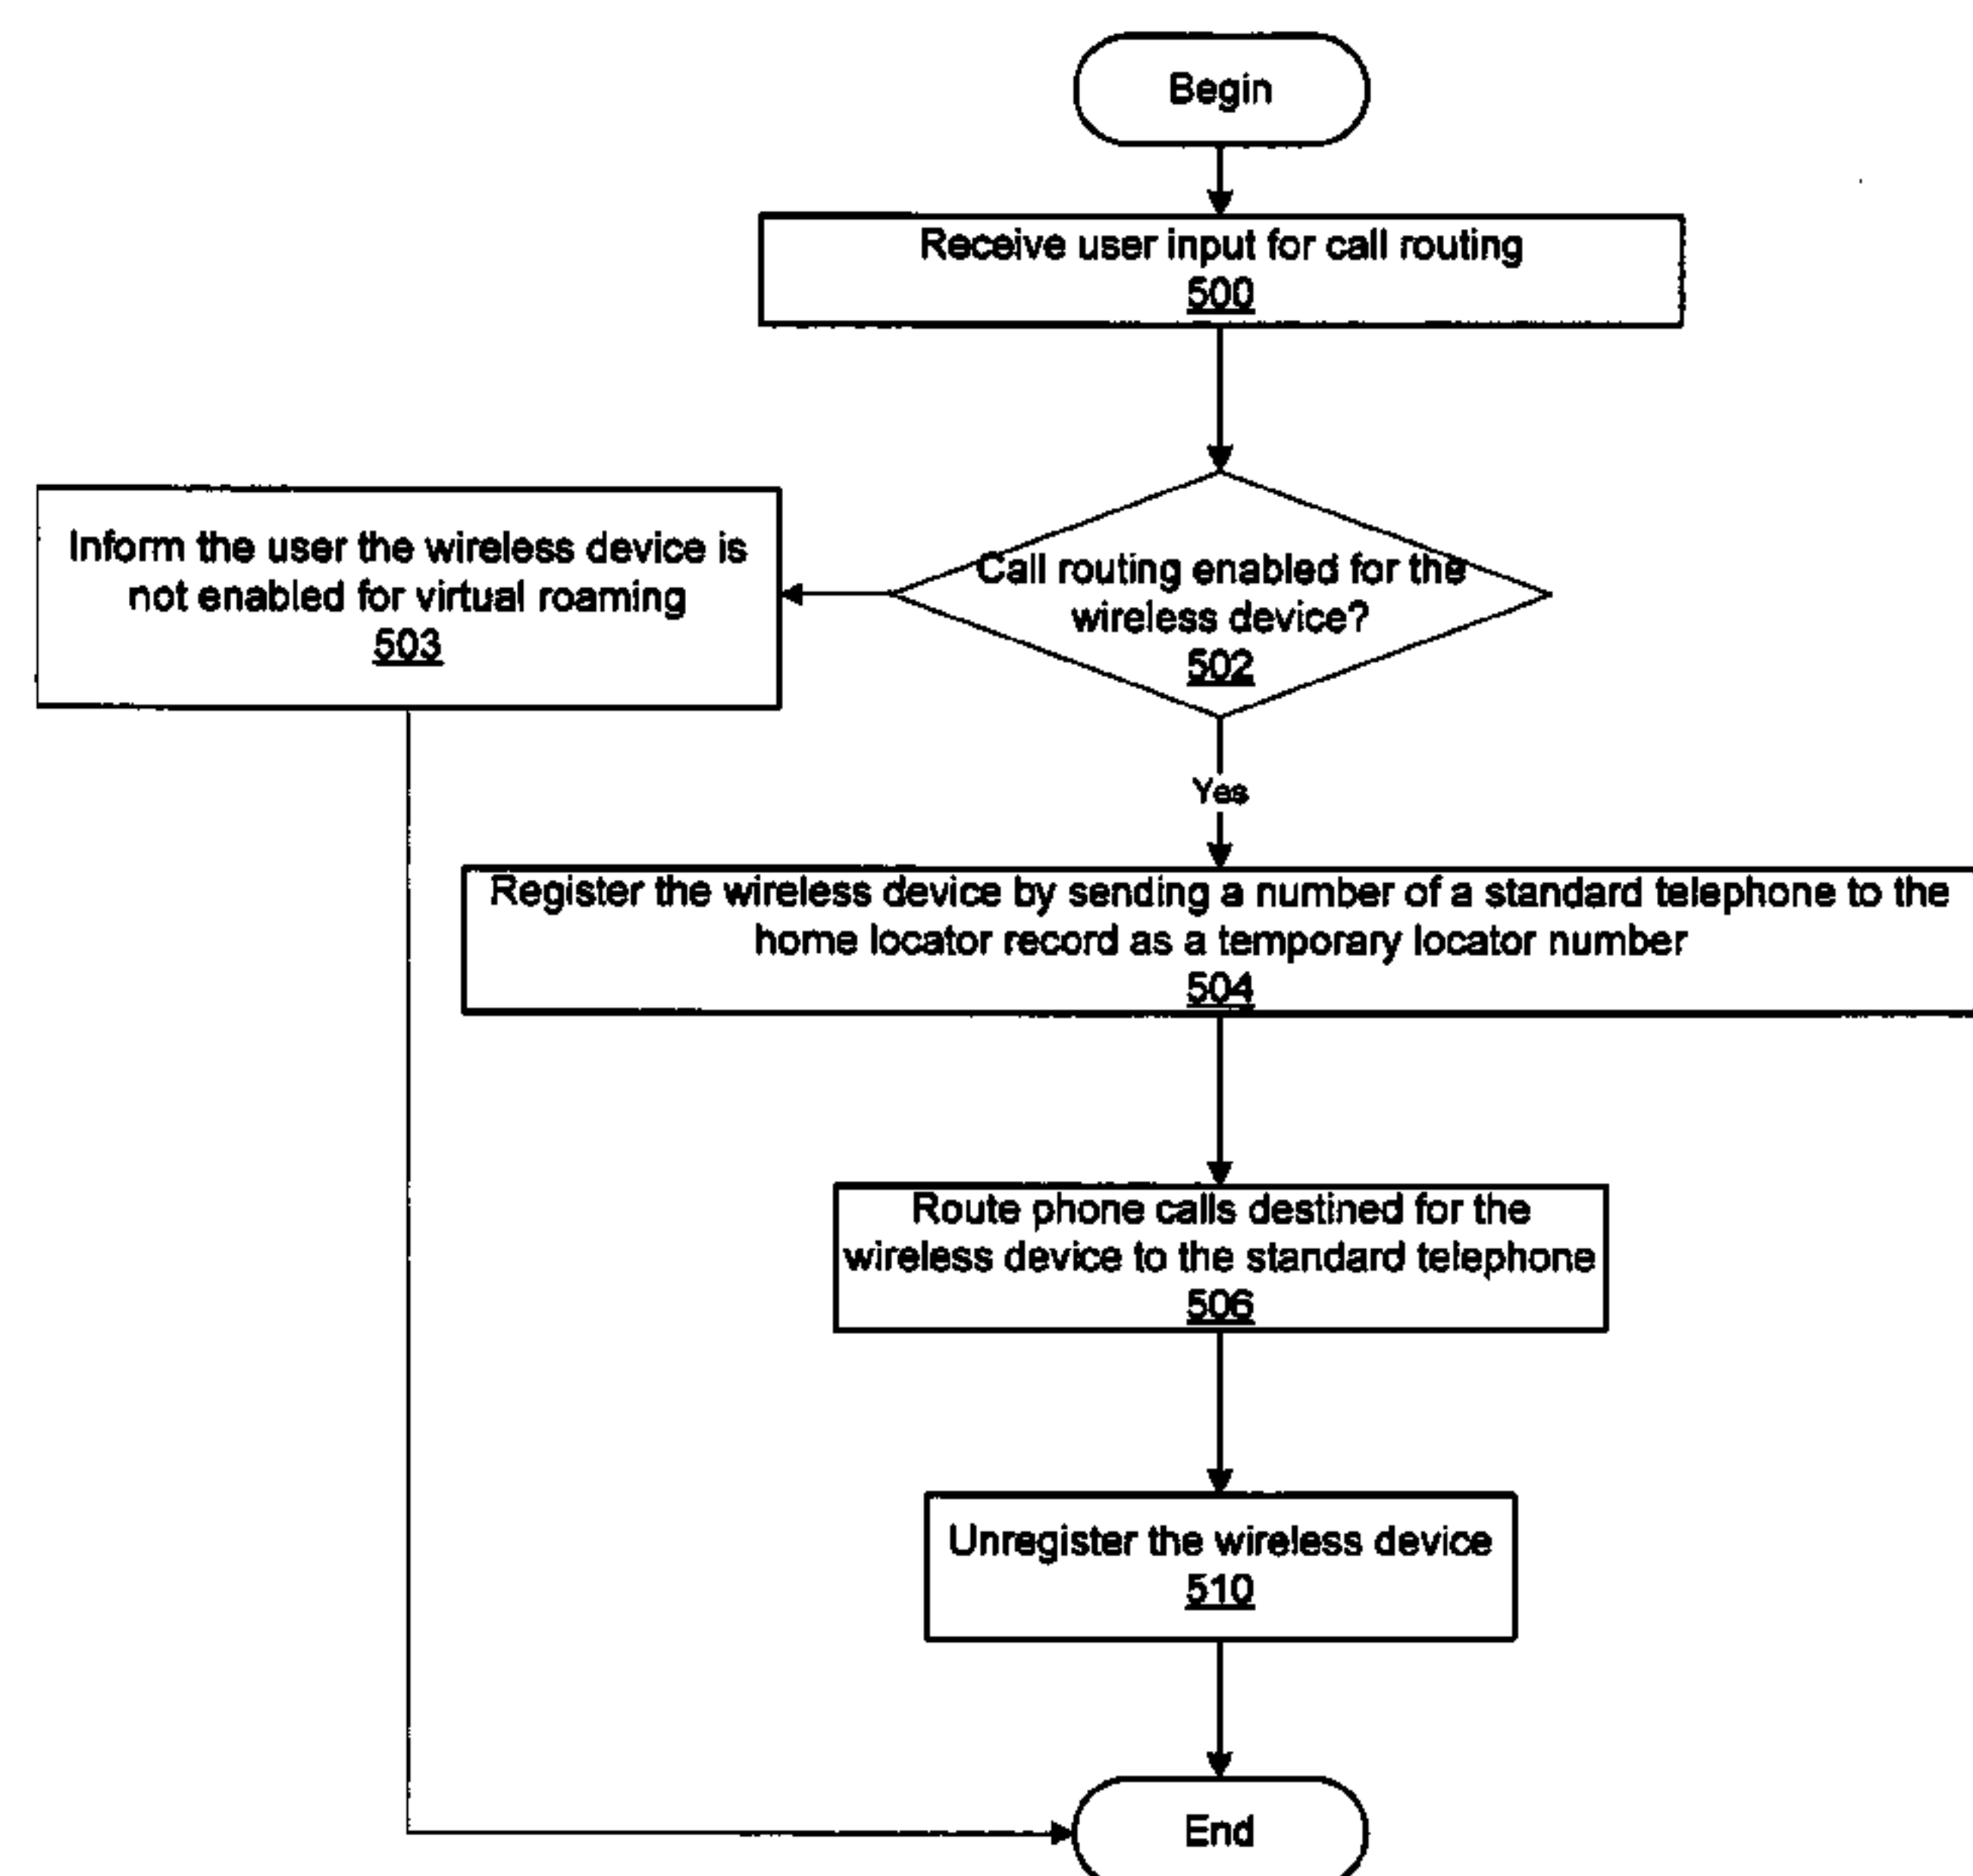 Begin
Receive user input for call routing
500
Call routing enabled for the
wireless device?
502
Inform the user the wireless device is
not enabled for virtual roaming
503
Yes
Register the wireless device by sending a number of a standard telephone to the
home locator record as a temporary locator number
504
Route phone calls destined for the
wireless device to the standard telephone
506
Unregister the wireless device
510
End